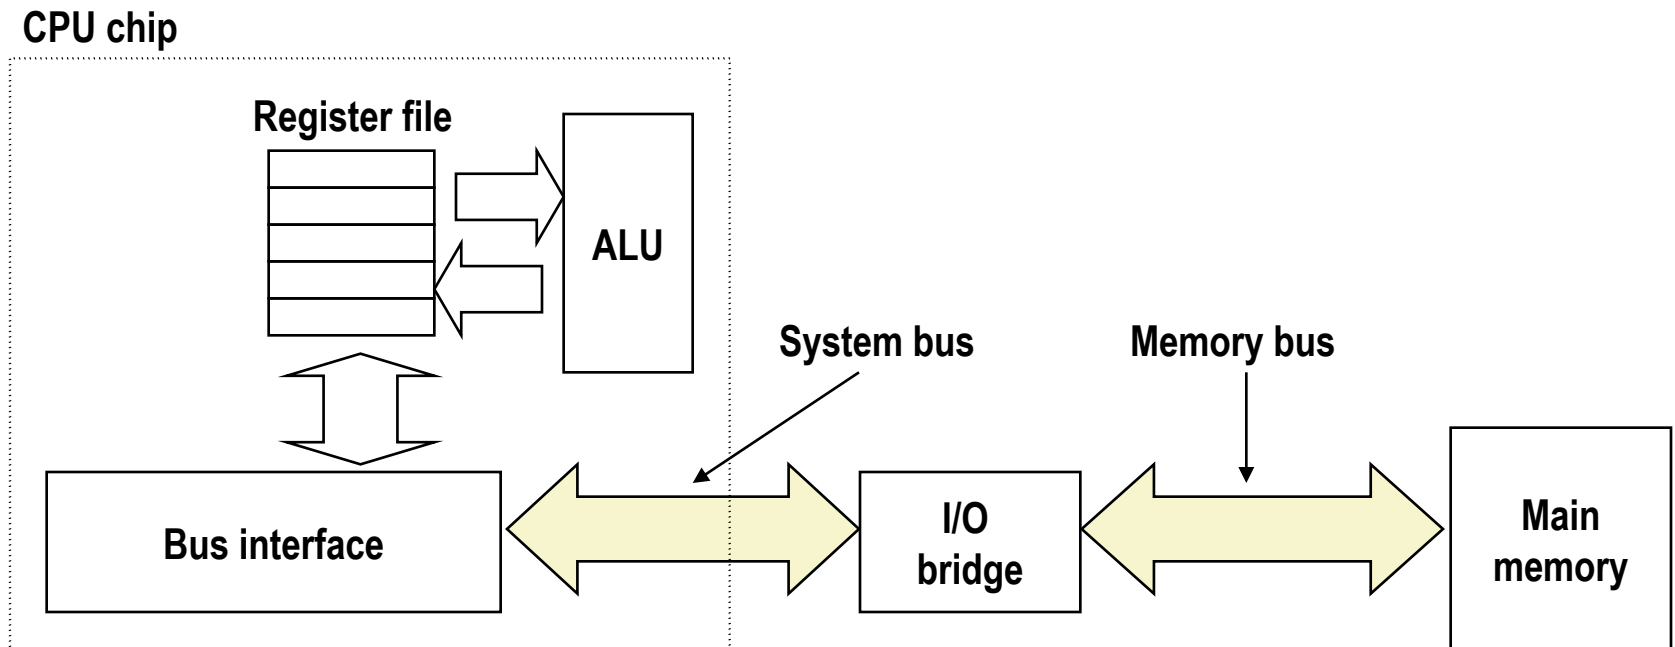 CPU chip
Register file
ALU
System bus
Memory bus
Bus interface
I/O
bridge
Main
memory